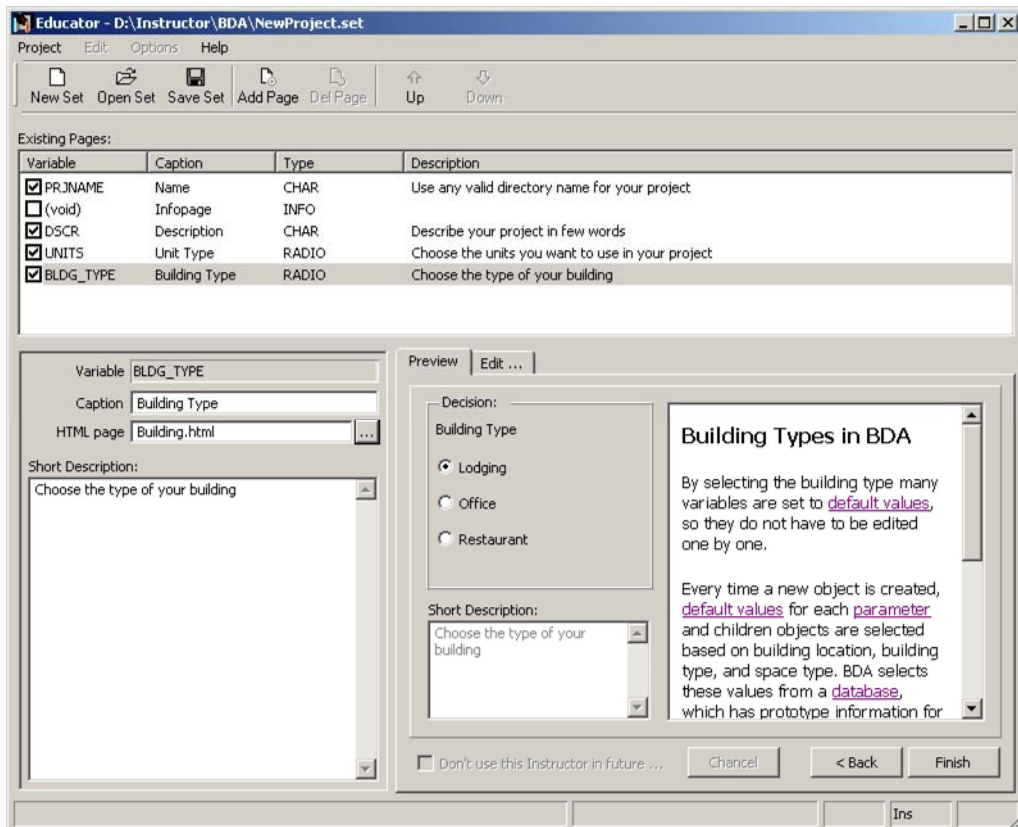 Educator - D:\Instructor\BDA\NewProject.set
Project Edit Options Help
New Set Open Set Save Set Add Page Del Page Up Down
Existing Pages:
Variable Caption Type Description
PRJNAME Name CHAR Use any valid directory name for your project
(void) Infopage INFO
DSCR Description CHAR Describe your project in few words
UNITS Unit Type RADIO Choose the units you want to use in your project
BLDG_TYPE Building Type RADIO Choose the type of your building
Variable BLDG_TYPE
Caption Building Type
HTML page Building.html ...
Short Description:
Choose the type of your building
Preview Edit ...
Decision:
Building Type
Lodging
Office
Restaurant
Short Description:
Choose the type of your
building
Building Types in BDA
By selecting the building type many
variables are set to default values,
so they do not have to be edited
one by one.
Every time a new object is created,
default values for each parameter
and children objects are selected
based on building location, building
type, and space type. BDA selects
these values from a database,
which has prototype information for
Don't use this Instructor in future ... Chancel < Back Finish
Ins